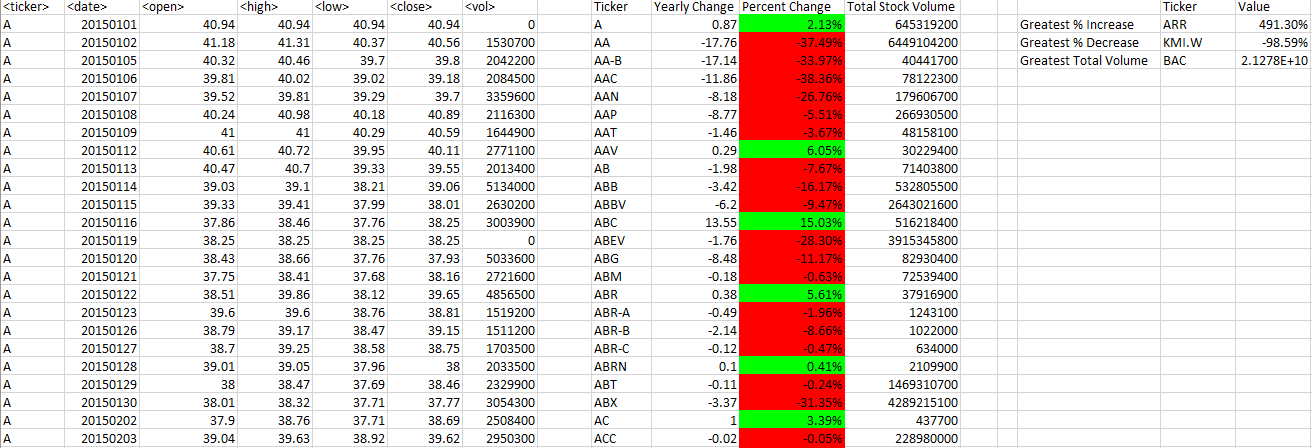 <ticker> <date> <open> <high> <low> <close> <vol> Ticker Yearly Change Percent Change Total Stock Volume Ticker Value
A 20150101 40.94 40.94 40.94 40.94 0 A 0.87 2.13% 645319200 Greatest % Increase ARR 491.30%
A 20150102 41.18 41.31 40.37 40.56 1530700 AA -17.76 -37.49% 6449104200 Greatest % Decrease KMI.W -98.59%
A 20150105 40.32 40.46 39.7 39.8 2042200 AA-B -17.14 -33.97% 40441700 Greatest Total Volume BAC 2.1278E+10
A 20150106 39.81 40.02 39.02 39.18 2084500 AAC -11.86 -38.36% 78122300
A 20150107 39.52 39.81 39.29 39.7 3359600 AAN -8.18 -26.76% 179606700
A 20150108 40.24 40.98 40.18 40.89 2116300 AAP -8.77 -5.51% 266930500
A 20150109 41 41 40.29 40.59 1644900 AAT -1.46 -3.67% 48158100
A 20150112 40.61 40.72 39.95 40.11 2771100 AAV 0.29 6.05% 30229400
A 20150113 40.47 40.7 39.33 39.55 2013400 AB -1.98 -7.67% 71403800
A 20150114 39.03 39.1 38.21 39.06 5134000 ABB -3.42 -16.17% 532805500
A 20150115 39.33 39.41 37.99 38.01 2630200 ABBV -6.2 -9.47% 2643021600
A 20150116 37.86 38.46 37.76 38.25 3003900 ABC 13.55 15.03% 516218400
A 20150119 38.25 38.25 38.25 38.25 0 ABEV -1.76 -28.30% 3915345800
A 20150120 38.43 38.66 37.76 37.93 5033600 ABG -8.48 -11.17% 82930400
A 20150121 37.75 38.41 37.68 38.16 2721600 ABM -0.18 -0.63% 72539400
A 20150122 38.51 39.86 38.12 39.65 4856500 ABR 0.38 5.61% 37916900
A 20150123 39.6 39.6 38.76 38.81 1519200 ABR-A -0.49 -1.96% 1243100
A 20150126 38.79 39.17 38.47 39.15 1511200 ABR-B -2.14 -8.66% 1022000
A 20150127 38.7 39.25 38.58 38.75 1703500 ABR-C -0.12 -0.47% 634000
A 20150128 39.01 39.05 37.96 38 2033500 ABRN 0.1 0.41% 2109900
A 20150129 38 38.47 37.69 38.46 2329900 ABT -0.11 -0.24% 1469310700
A 20150130 38.01 38.32 37.71 37.77 3054300 ABX -3.37 -31.35% 4289215100
A 20150202 37.9 38.76 37.71 38.69 2508400 AC 1 3.39% 437700
A 20150203 39.04 39.63 38.92 39.62 2950300 ACC -0.02 -0.05% 228980000